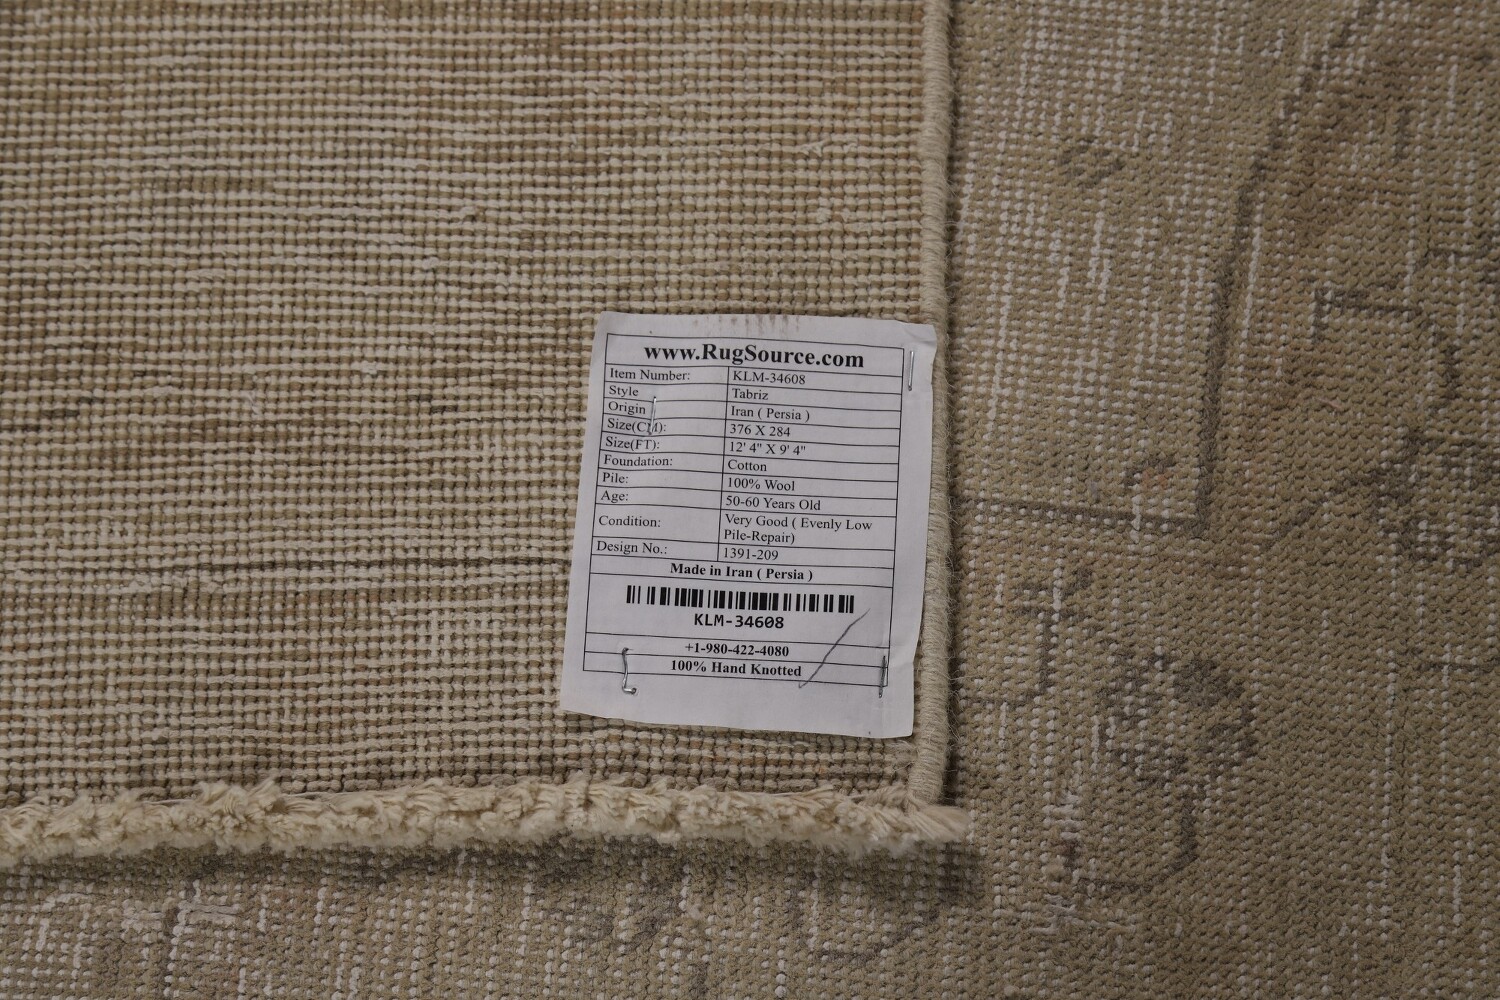 www.RugSource.com
Item Number: KLM-34608
Style Tabriz
Origin Iran ( Persia )
Size(CM): 376 X 284
Size(FT): 12' 4" X 9' 4"
Foundation: Cotton
Pile: 100% Wool
Age: 50-60 Years Old
Condition: Very Good ( Evenly Low
Pile-Repair)
Design No.: 1391-209
Made in Iran ( Persia )
KLM-34608
+1-980-422-4080
100% Hand Knotted